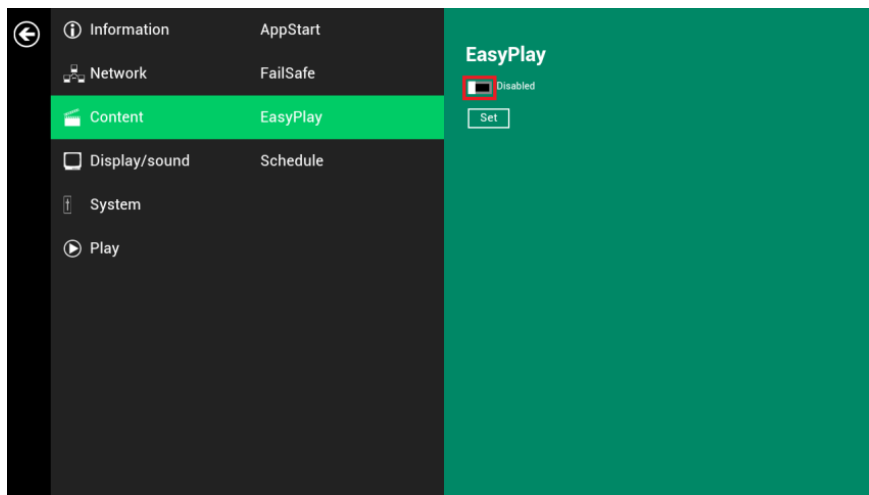 Information
Network
Content
Display/sound
System
Play
AppStart
FailSafe
EasyPlay
Schedule
EasyPlay
Disabled
Set